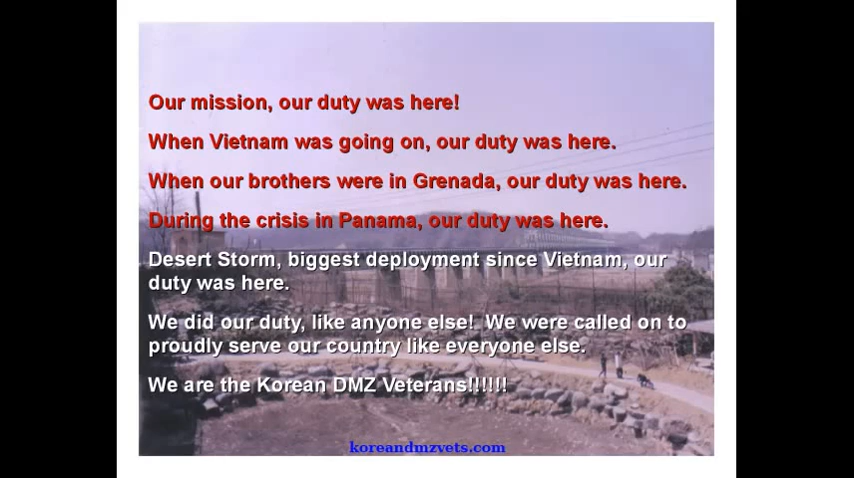 Our mission, our duty was here!
When Vietnam was going on, our duty was here.
When our brothers were in Grenada, our duty was here.
During the crisis in Panama, our duty was here.
Desert Storm, biggest deployment since Vietnam, our
duty was here.
We did our duty, like anyone else!  We were called on to
proudly serve our country like everyone else.
We are the Korean DMZ Veterans!!!!!!
koreandmzvets.com